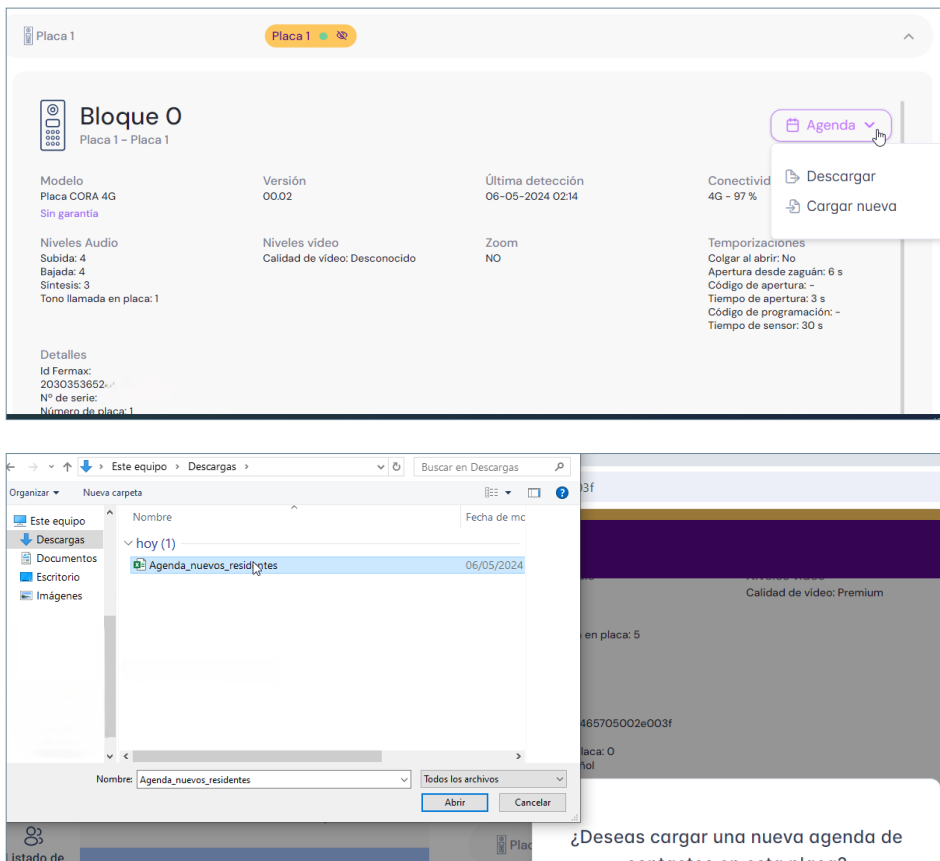 Placa 1
Placa 1
Bloque 0
Placa 1 - Placa 1
Agenda
Descargar
Cargar nueva
Modelo
Placa CORA 4G
Sin garantía
Versión
00.02
Última detección
06-05-2024 02:14
Conectivid
4G - 97 %
Niveles Audio
Subida: 4
Bajada: 4
Síntesis: 3
Tono llamada en placa: 1
Niveles vídeo
Calidad de vídeo: Desconocido
Zoom
NO
Temporizaciones
Colgar al abrir: No
Apertura desde zaguán: 6 s
Código de apertura: -
Tiempo de apertura: 3 s
Código de programación: -
Tiempo de sensor: 30 s
Detalles
Id Fermax:
2030353652
Nº de serie:
Número de placa: 1
Este equipo > Descargas >
Buscar en Descargas
Organizar
Nueva carpeta
Este equipo
Descargas
Documentos
Escritorio
Imágenes
Nombre
Fecha de mo
hoy (1)
Agenda_nuevos_residentes
06/05/2024
Nombre:
Agenda_nuevos_residentes
Todos los archivos
Abrir
Cancelar
03f
Calidad de vídeo: Premium
en placa: 5
465705002e003f
laca: 0
ñol
Listado de
Plac
¿Deseas cargar una nueva agenda de